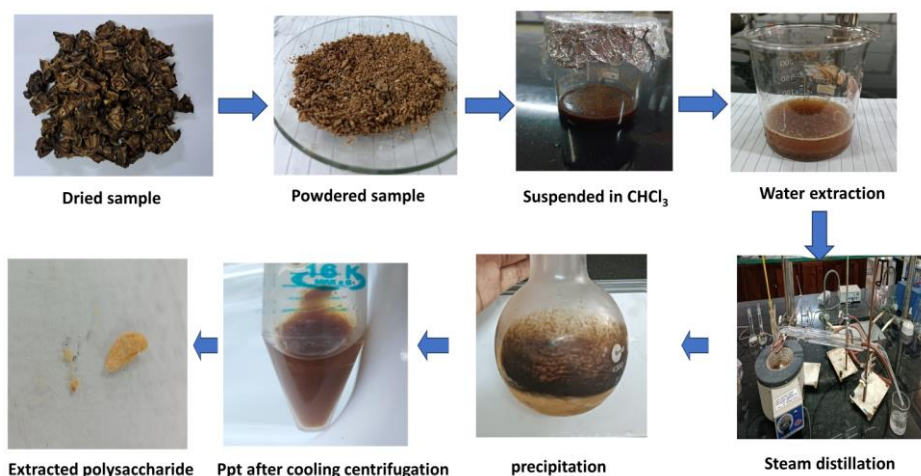 Dried sample
Powdered sample
Suspended in CHCl₃
Water extraction
16 K
MAX
Extracted polysaccharide
Ppt after cooling centrifugation
precipitation
Steam distillation